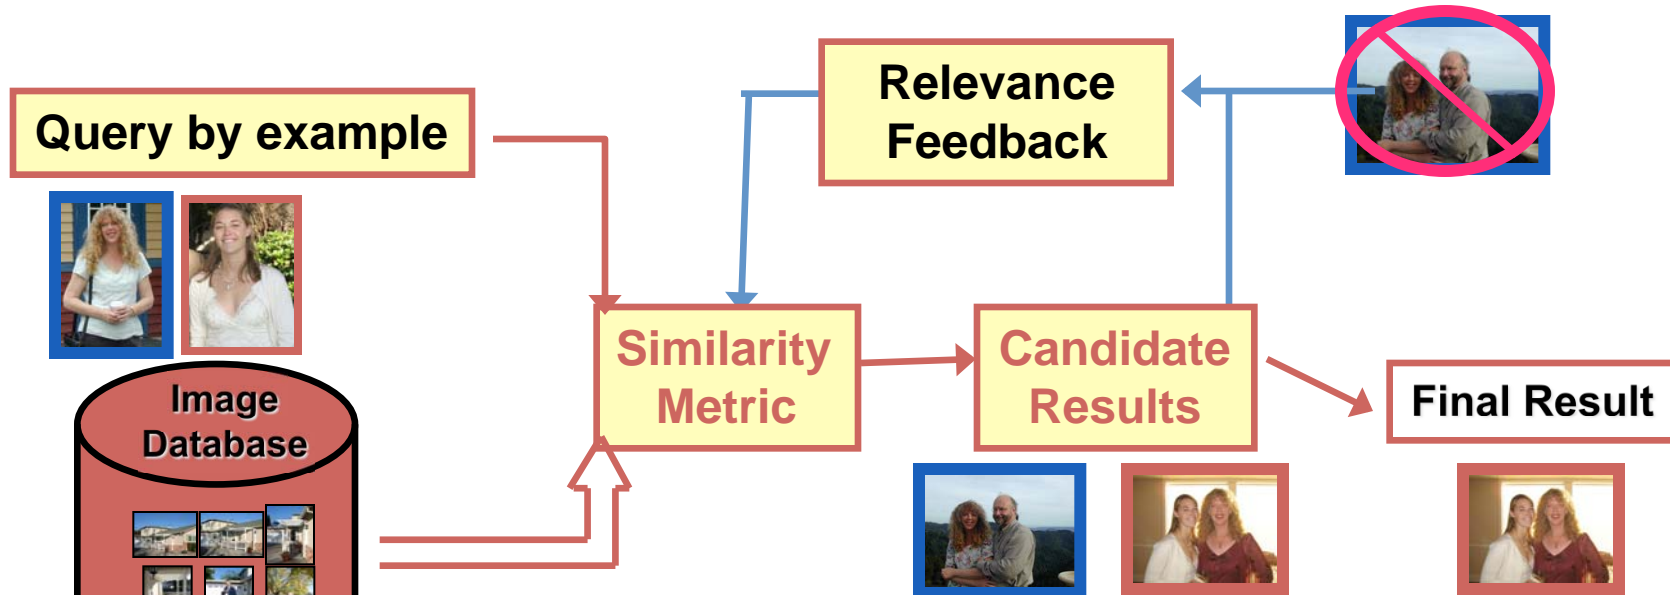 Relevance
Feedback
Query by example
Similarity
Metric
Candidate
Results
Final Result
Image
Database